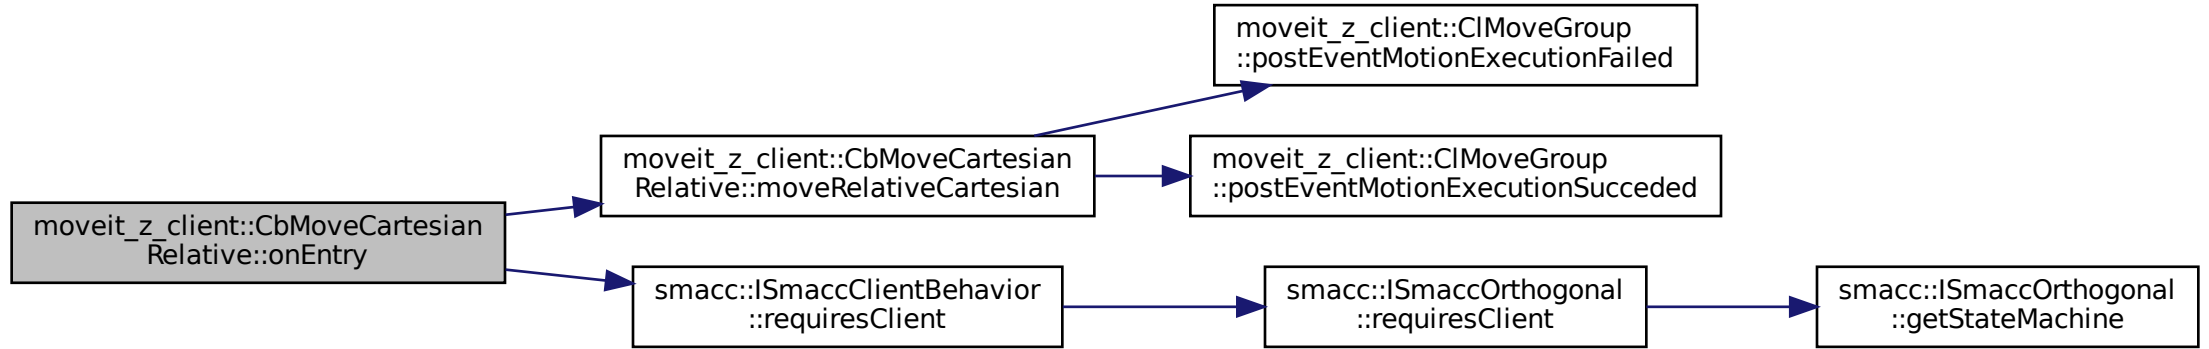 moveit_z_client::ClMoveGroup
::postEventMotionExecutionFailed
moveit_z_client::CbMoveCartesian
Relative::moveRelativeCartesian
moveit_z_client::ClMoveGroup
::postEventMotionExecutionSucceded
moveit_z_client::CbMoveCartesian
Relative::onEntry
smacc::ISmaccClientBehavior
::requiresClient
smacc::ISmaccOrthogonal
::requiresClient
smacc::ISmaccOrthogonal
::getStateMachine